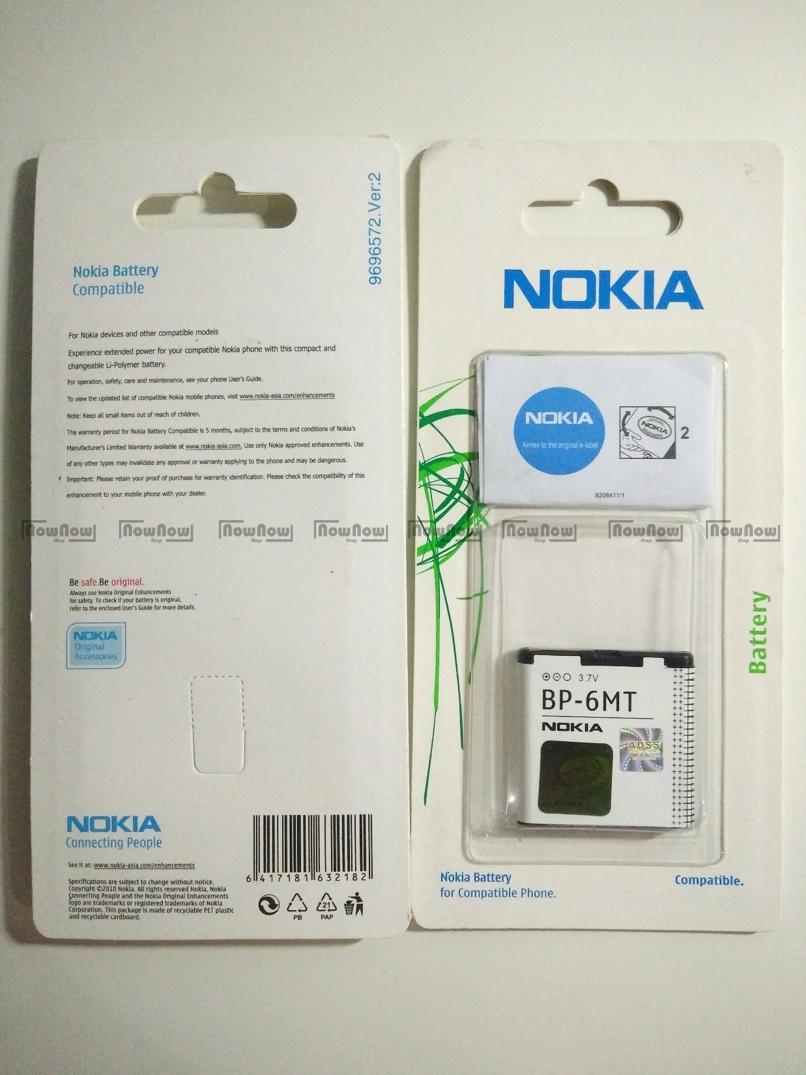 9696572.Ver:2
Nokia Battery
Compatible
For Nokia devices and other compatible models
Experience extended power for your compatible Nokia phone with this compact and
changeable Li-Polymer battery.
For operation, safety, care and maintenance, see your phone User's Guide.
To view the updated list of compatible Nokia mobile phones, visit www.nokia-asia.com/enhancements
Note: Keep all small items out of reach of children.
The warranty period for Nokia Battery Compatible is 5 months, subject to the terms and conditions of Nokia's
Manufacturer's Limited Warranty available at www.nokia-asia.com. Use only Nokia approved enhancements. Use
of any other types may invalidate any approval or warranty applying to the phone and may be dangerous.
Important: Please retain your proof of purchase for warranty identification. Please check the compatibility of this
enhancement to your mobile phone with your dealer.
Be safe.Be original.
Always use Nokia Original Enhancements
for safety. To check if your battery is original,
refer to the enclosed User's Guide for more details.
NOKIA
Original
Accessories
NOKIA
Connecting People
See it at: www.nokia-asia.com/enhancements
Specifications are subject to change without notice.
Copyright ©2010 Nokia. All rights reserved Nokia, Nokia
Connecting People and the Nokia Original Enhancements
logo are trademarks or registered trademarks of Nokia
Corporation. This package is made of recyclable PET plastic
and recyclable cardboard.
6 417181 632182
PB
21
PAP
NOKIA
NOKIA
Annex to the original e-label
NOKIA
2
9208411/1
NowNow NowNow NowNow NowNow NowNow NowNow NowNow NowNow
Shop Shop Shop Shop Shop Shop Shop Shop
Battery
3.7V
BP-6MT
NOKIA
ADSS
Nokia Battery
for Compatible Phone.
Compatible.